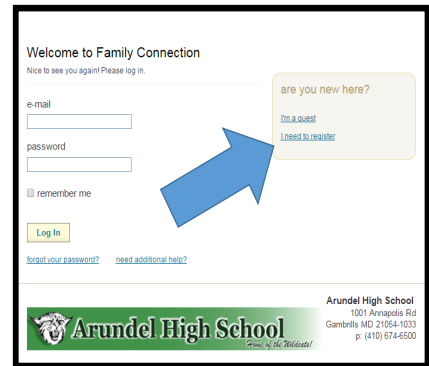 Welcome to Family Connection
Nice to see you again! Please log in.
e-mail
password
remember me
Log In
forgot your password? need additional help?
are you new here?
I'm a guest
I need to register
Arundel High School
Home of the Wildcats!
Arundel High School
1001 Annapolis Rd
Gambrills MD 21054-1033
p: (410) 674-6500